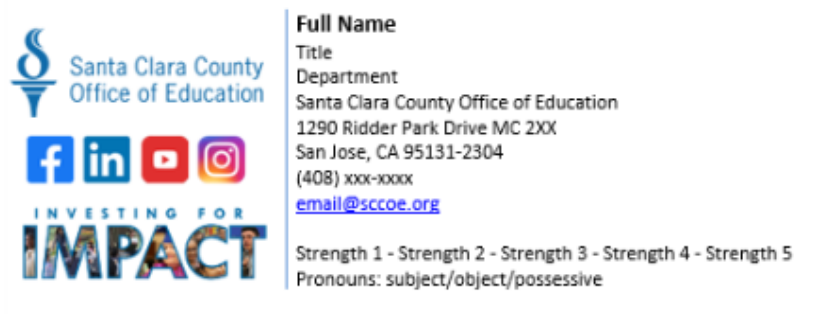 Santa Clara County
Office of Education
f in
INVESTING FOR
IMPACT
Full Name
Title
Department
Santa Clara County Office of Education
1290 Ridder Park Drive MC 2XX
San Jose, CA 95131-2304
(408) xxx-xxxx
email@sccoe.org
Strength 1 - Strength 2 - Strength 3 - Strength 4 - Strength 5
Pronouns: subject/object/possessive